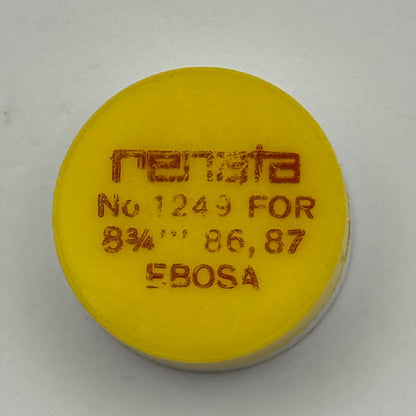 renata
No 1249 FOR
8¾''' 86, 87
EBOSA